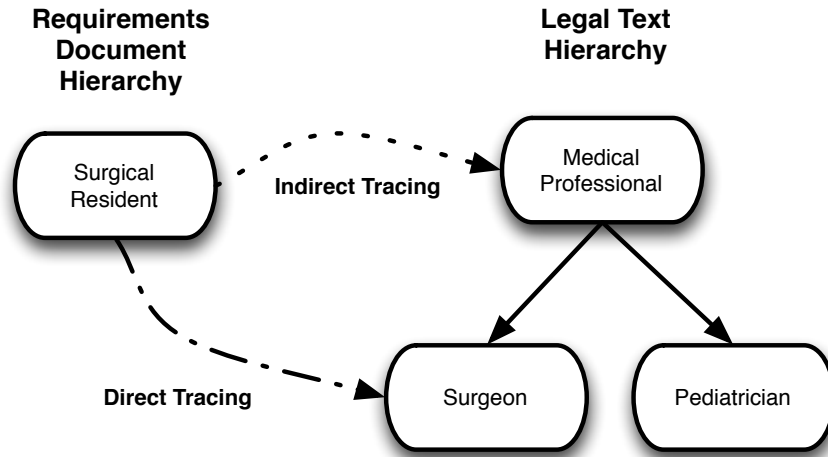 Requirements
Document
Hierarchy
Legal Text
Hierarchy
Surgical
Resident
Indirect Tracing
Medical
Professional
Direct Tracing
Surgeon
Pediatrician